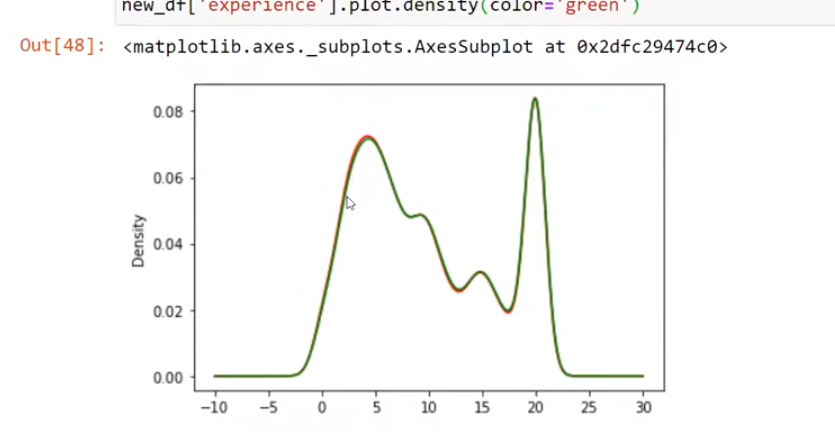 new_df['experience'].plot.density(color='green')
Out[48]: <matplotlib.axes._subplots.AxesSubplot at 0x2dfc29474c0>
0.08
0.06
0.04
0.02
0.00
Density
−10 −5 0 5 10 15 20 25 30